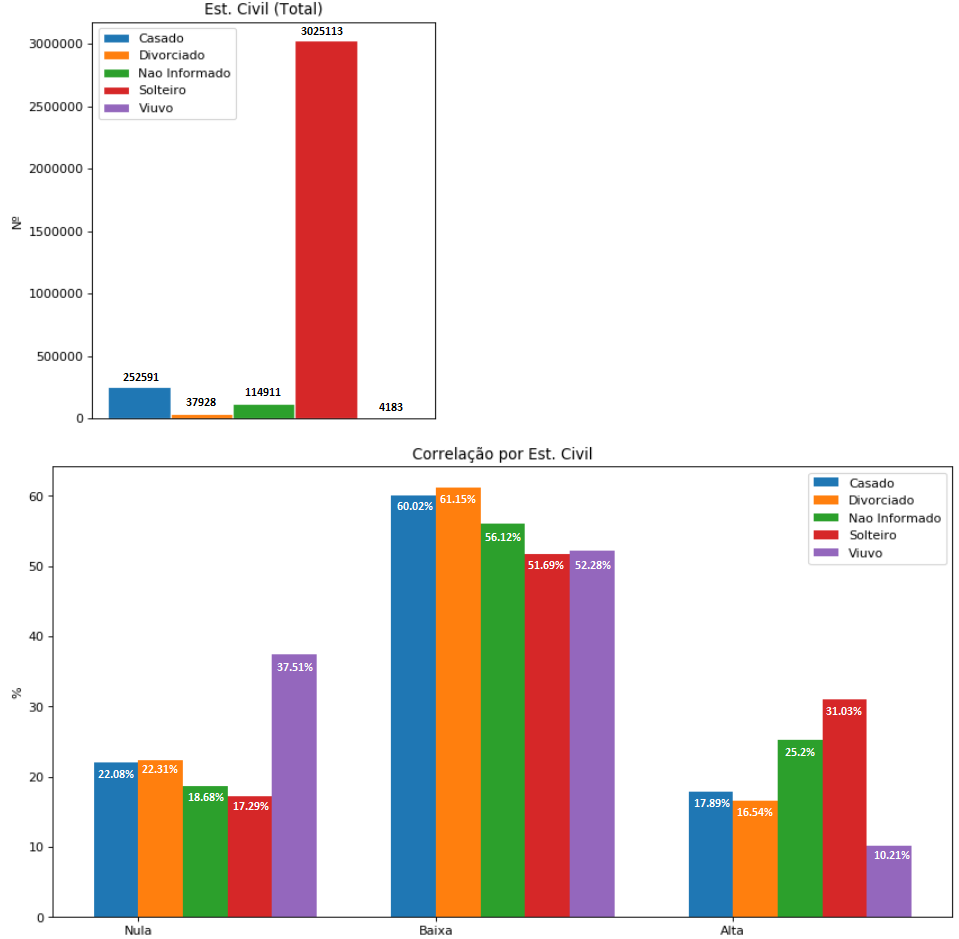 Est. Civil (Total)
3025113
3000000
Casado
Divorciado
Nao Informado
Solteiro
Viuvo
2500000
2000000
Nº
1500000
1000000
500000
252591
37928
114911
4183
0
Correlação por Est. Civil
Casado
Divorciado
Nao Informado
Solteiro
Viuvo
60
60.02%
61.15%
56.12%
51.69%
52.28%
50
40
37.51%
%
30
31.03%
25.2%
22.08%
22.31%
20
18.68%
17.29%
17.89%
16.54%
10
10.21%
0
Nula
Baixa
Alta